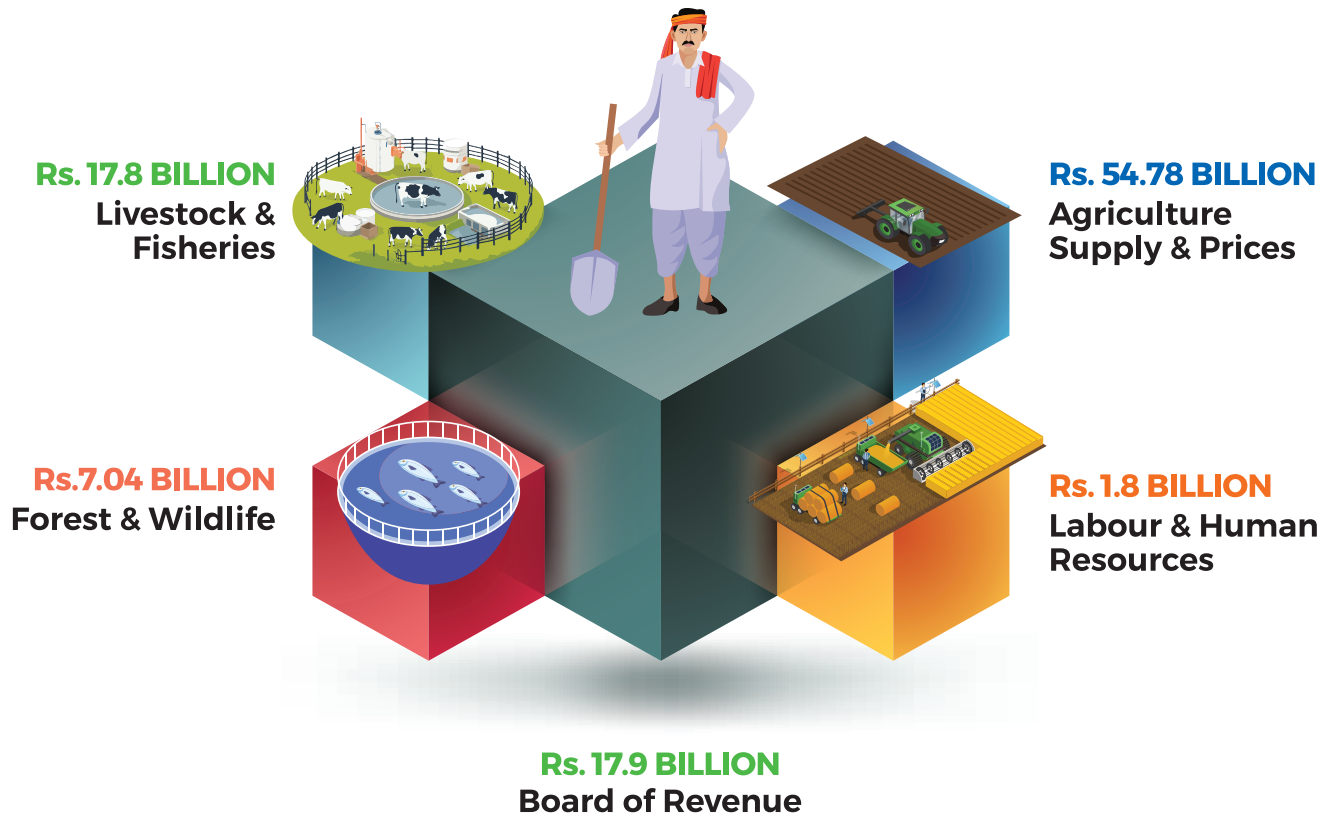 Rs. 17.8 BILLION
Livestock &
Fisheries
Rs. 54.78 BILLION
Agriculture
Supply & Prices
Rs.7.04 BILLION
Forest & Wildlife
Rs. 1.8 BILLION
Labour & Human
Resources
Rs. 17.9 BILLION
Board of Revenue